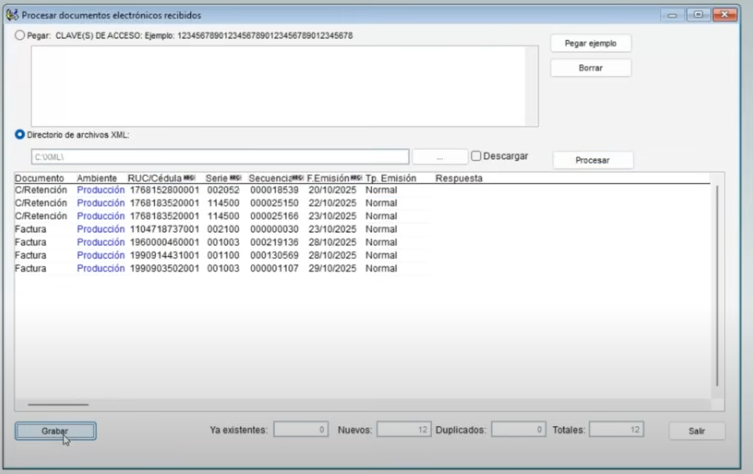 Procesar documentos electrónicos recibidos
Pegar: CLAVE(S) DE ACCESO: Ejemplo: 123456789012345678901234567890123456789012345678
Pegar ejemplo
Borrar
Directorio de archivos XML:
C:\XML\ ... Descargar Procesar
Documento Ambiente RUC/Cédula Serie Secuencia F.Emisión Tp. Emisión Respuesta
C/Retención Producción 1768152800001 002052 000018539 20/10/2025 Normal
C/Retención Producción 1768183520001 114500 000025150 22/10/2025 Normal
C/Retención Producción 1768183520001 114500 000025166 23/10/2025 Normal
Factura Producción 1104718737001 002100 000000030 23/10/2025 Normal
Factura Producción 1960000460001 001003 000219136 28/10/2025 Normal
Factura Producción 1990914431001 001100 000130569 28/10/2025 Normal
Factura Producción 1990903502001 001003 000001107 29/10/2025 Normal
Grabar Ya existentes: 0 Nuevos: 12 Duplicados: 0 Totales: 12 Salir